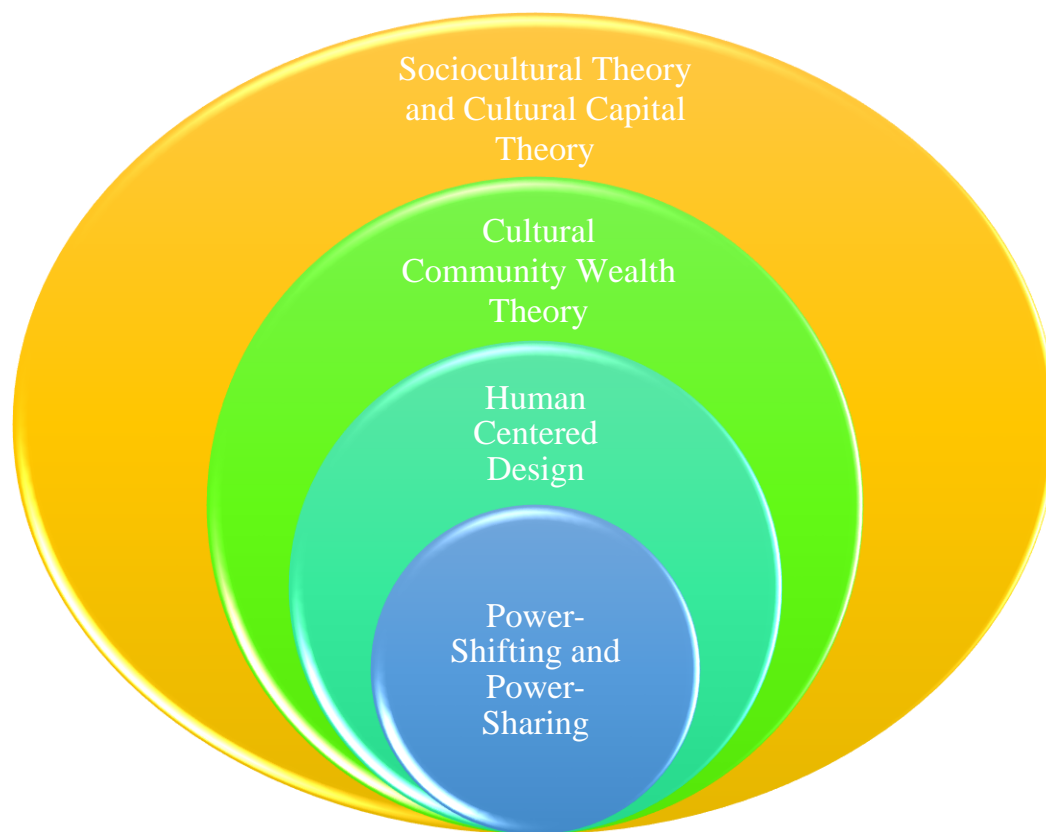 Sociocultural Theory
and Cultural Capital
Theory
Cultural
Community Wealth
Theory
Human
Centered
Design
Power-
Shifting and
Power-
Sharing